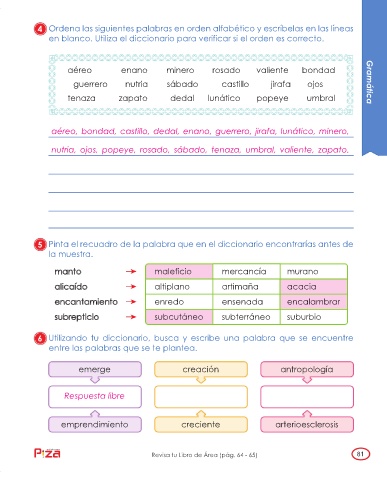 4 Ordena las siguientes palabras en orden alfabético y escríbelas en las líneas
en blanco. Utiliza el diccionario para verificar si el orden es correcto.
aéreo enano minero rosado valiente bondad
guerrero nutria sábado castillo jirafa ojos
tenaza zapato dedal lunático popeye umbral
Gramática
aéreo, bondad, castillo, dedal, enano, guerrero, jirafa, lunático, minero,
nutria, ojos, popeye, rosado, sábado, tenaza, umbral, valiente, zapato.
5 Pinta el recuadro de la palabra que en el diccionario encontrarías antes de
la muestra.
manto maleficio mercancía murano
alicaído altiplano artimaña acacia
encantamiento enredo ensenada encalambrar
subrepticio subcutáneo subterráneo suburbio
6 Utilizando tu diccionario, busca y escribe una palabra que se encuentre
entre las palabras que se te plantea.
emerge creación antropología
Respuesta libre
emprendimiento creciente arterioesclerosis
Revisa tu Libro de Área (pág. 64 - 65)
81